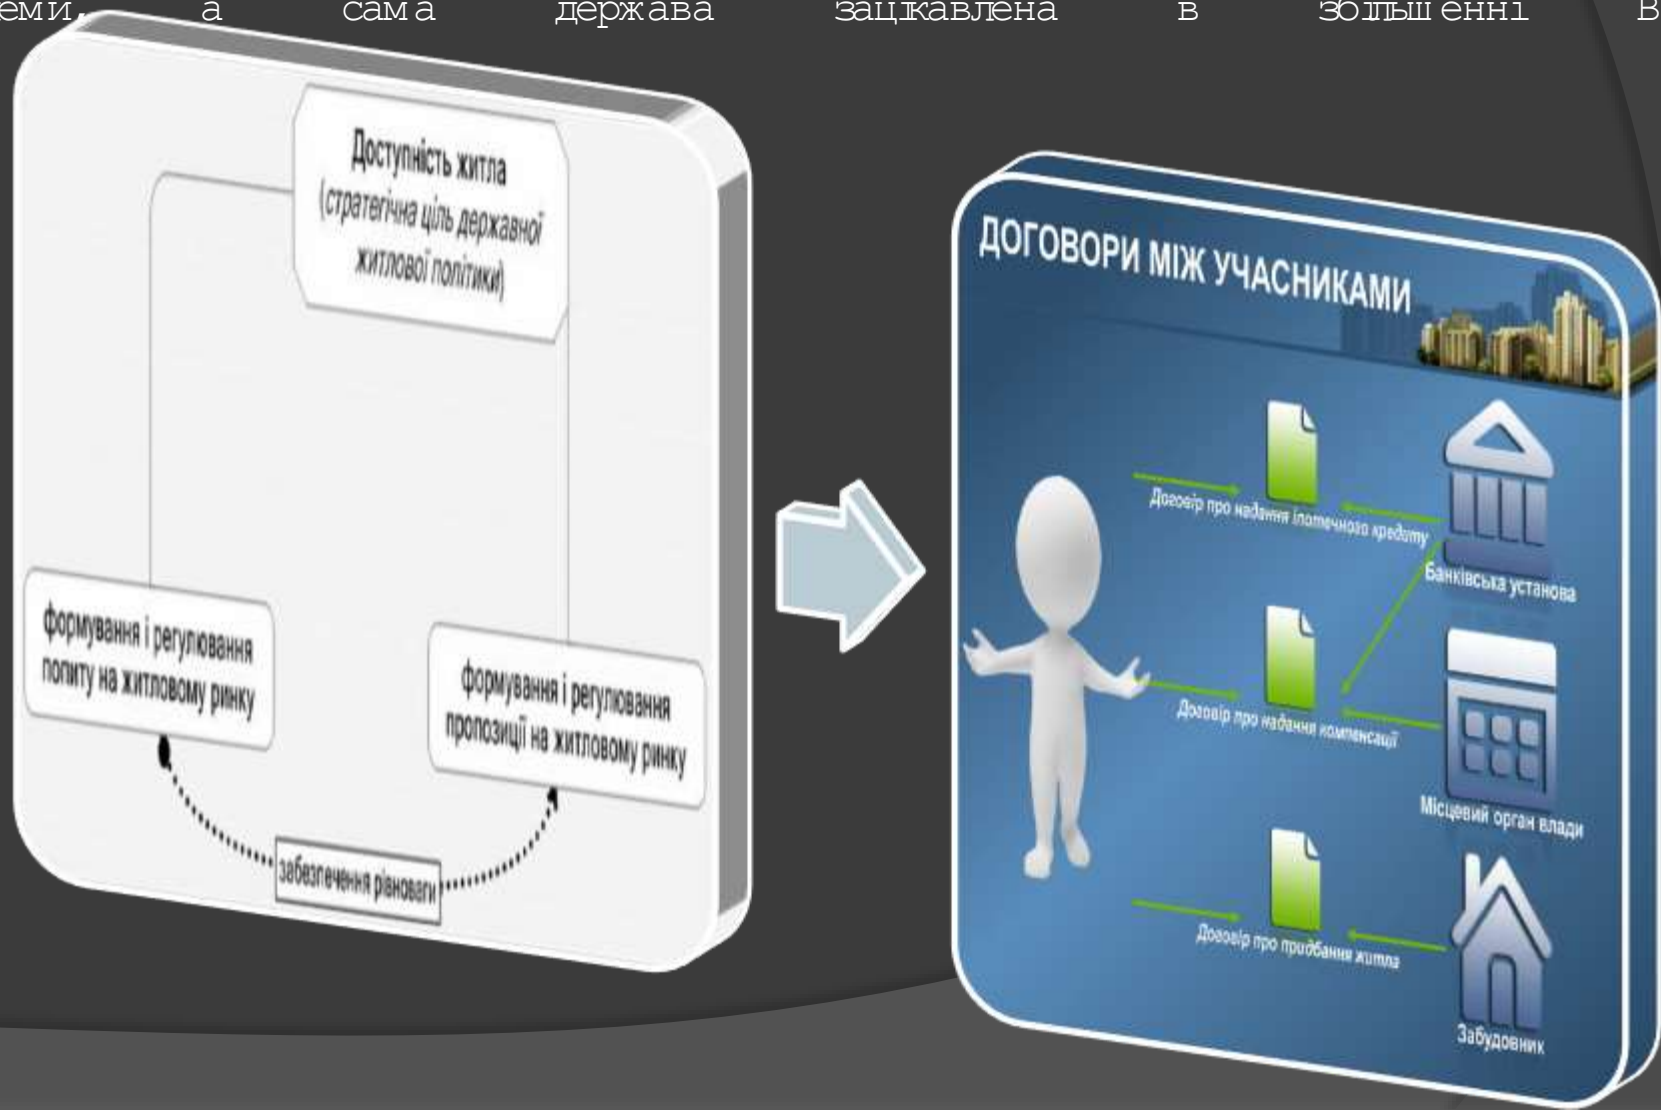 а сама держава зацікавлена в збільшенні
Доступність житла
(стратегічна ціль державної
житлової політики)
формування і регулювання
попиту на житловому ринку
формування і регулювання
пропозиції на житловому ринку
забезпечення рівноваги
ДОГОВОРИ МІЖ УЧАСНИКАМИ
Договір про надання іпотечного кредиту
Банківська установа
Договір про надання компенсації
Місцевий орган влади
Договір про придбання житла
Забудовник